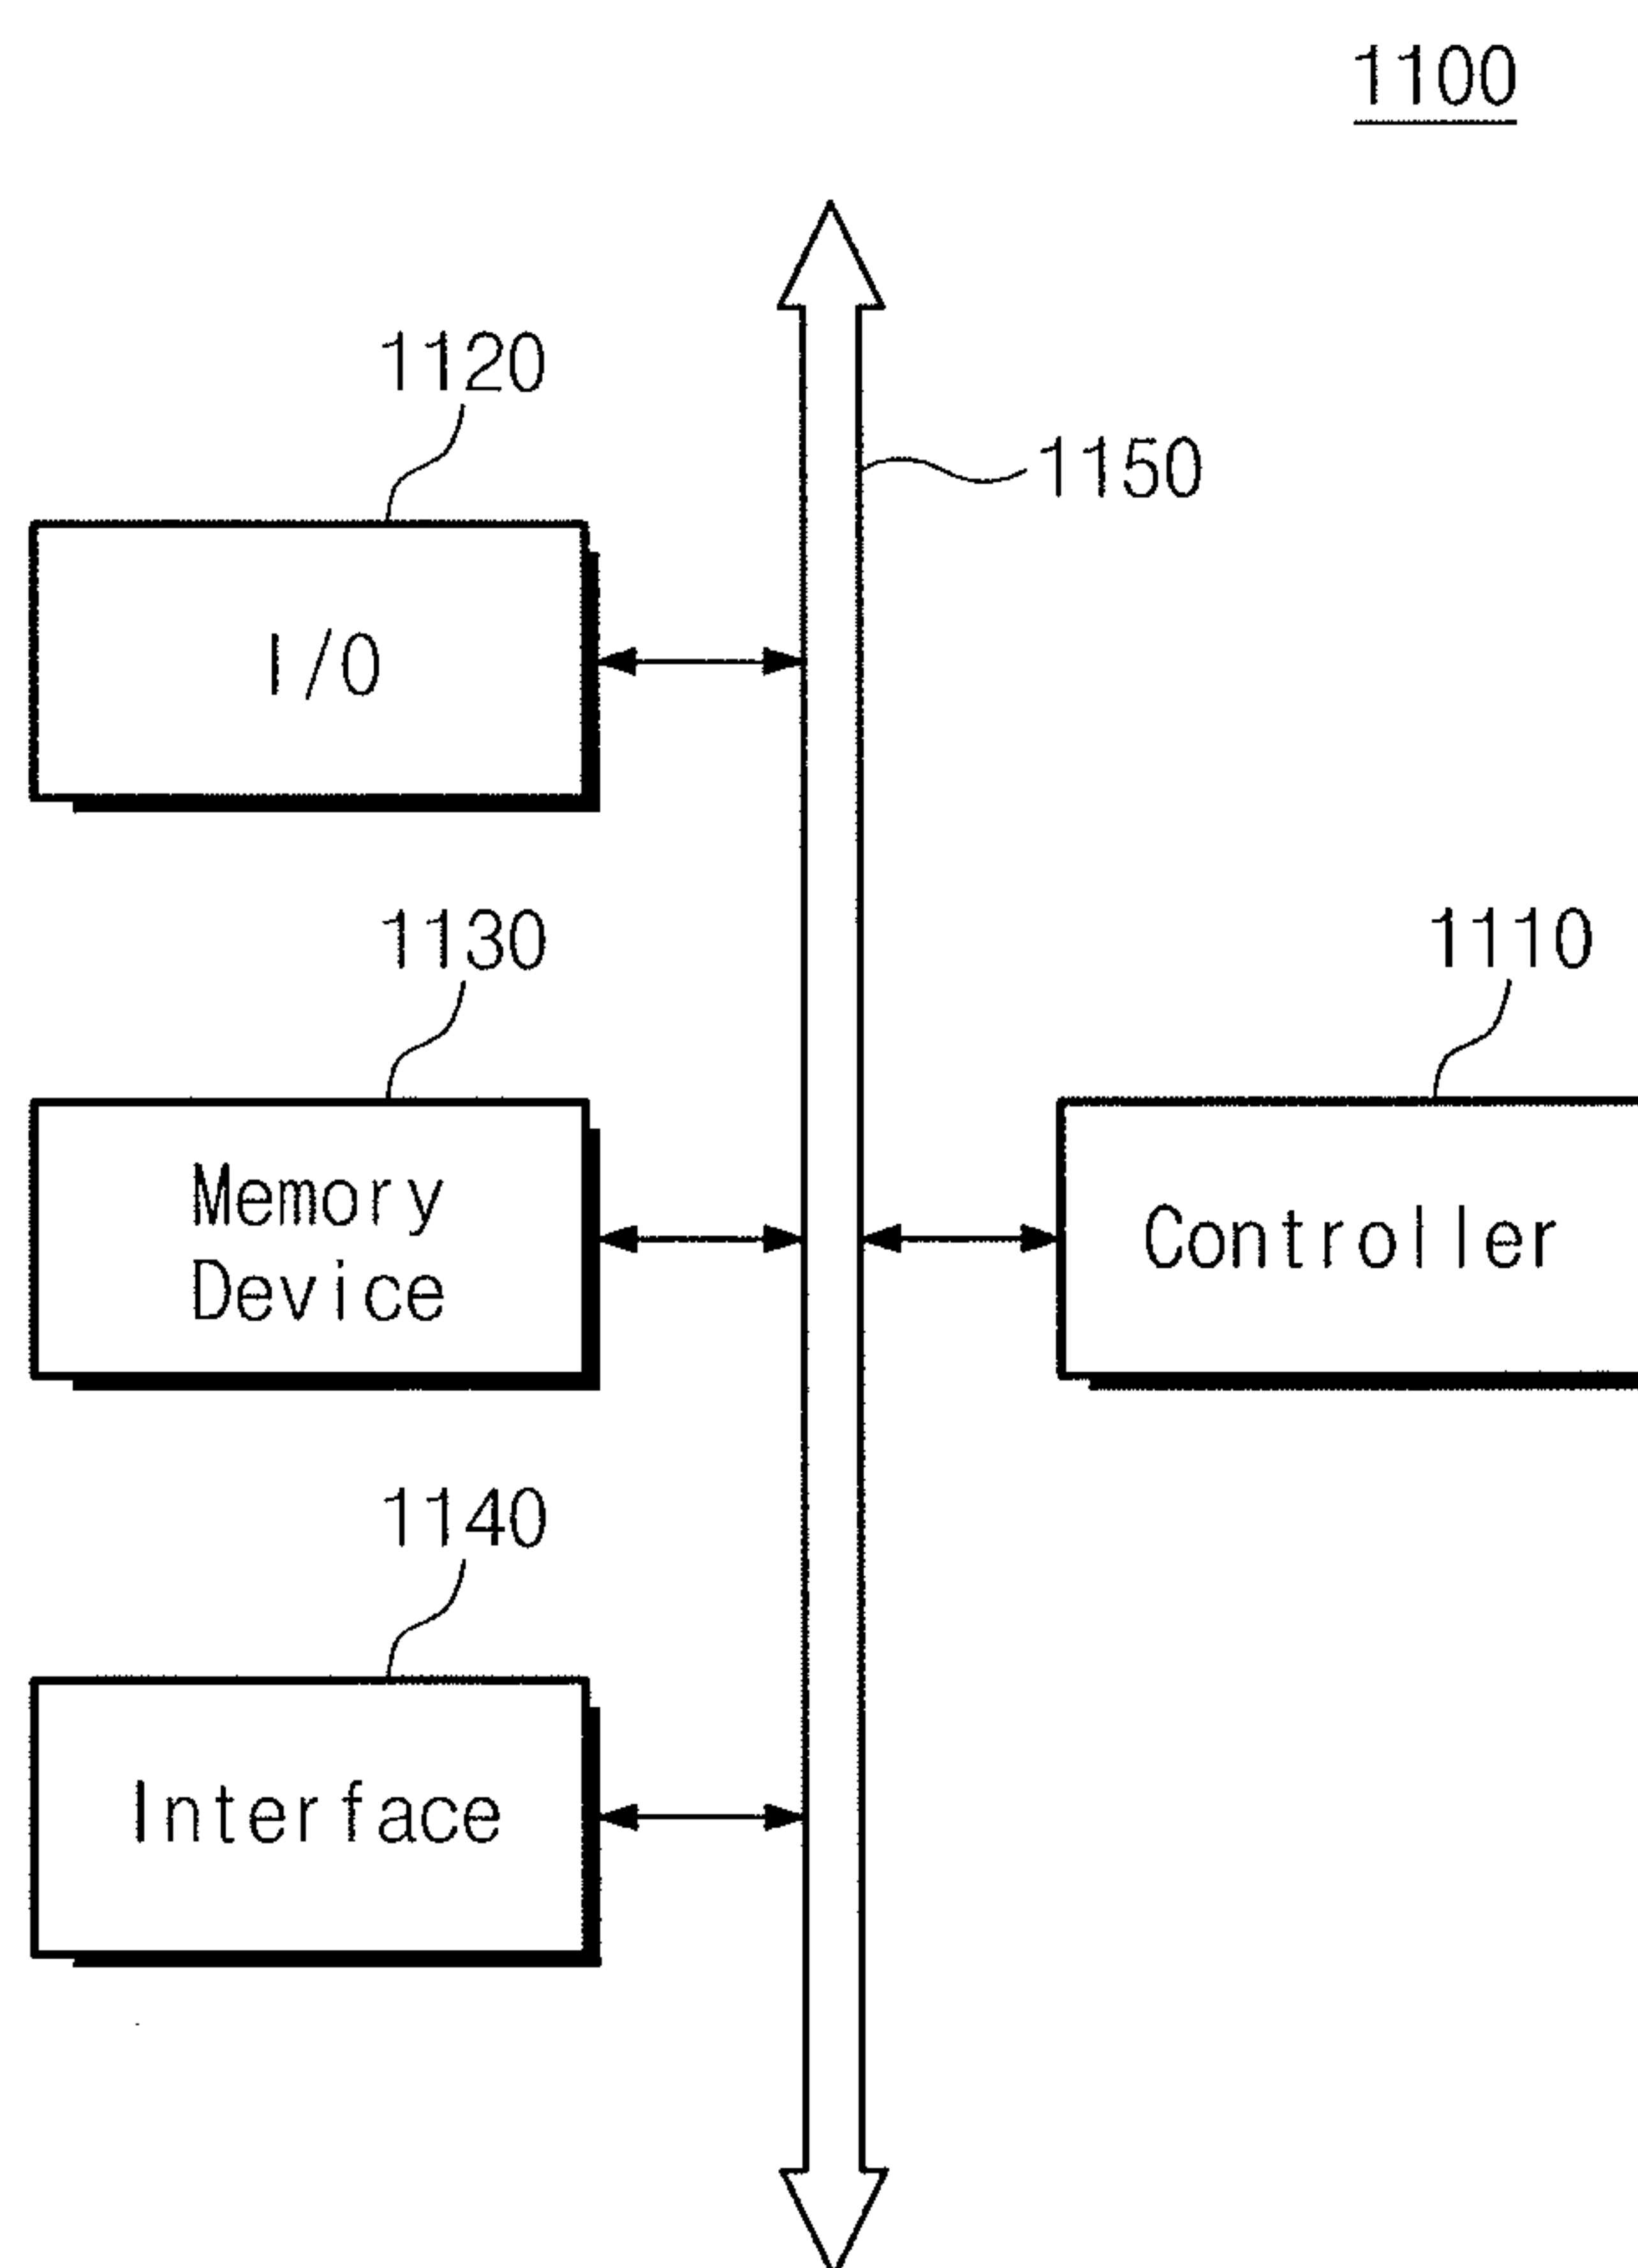 1100
1120
1150
I/O
1130
1110
Memory
Device
Controller
1140
Interface